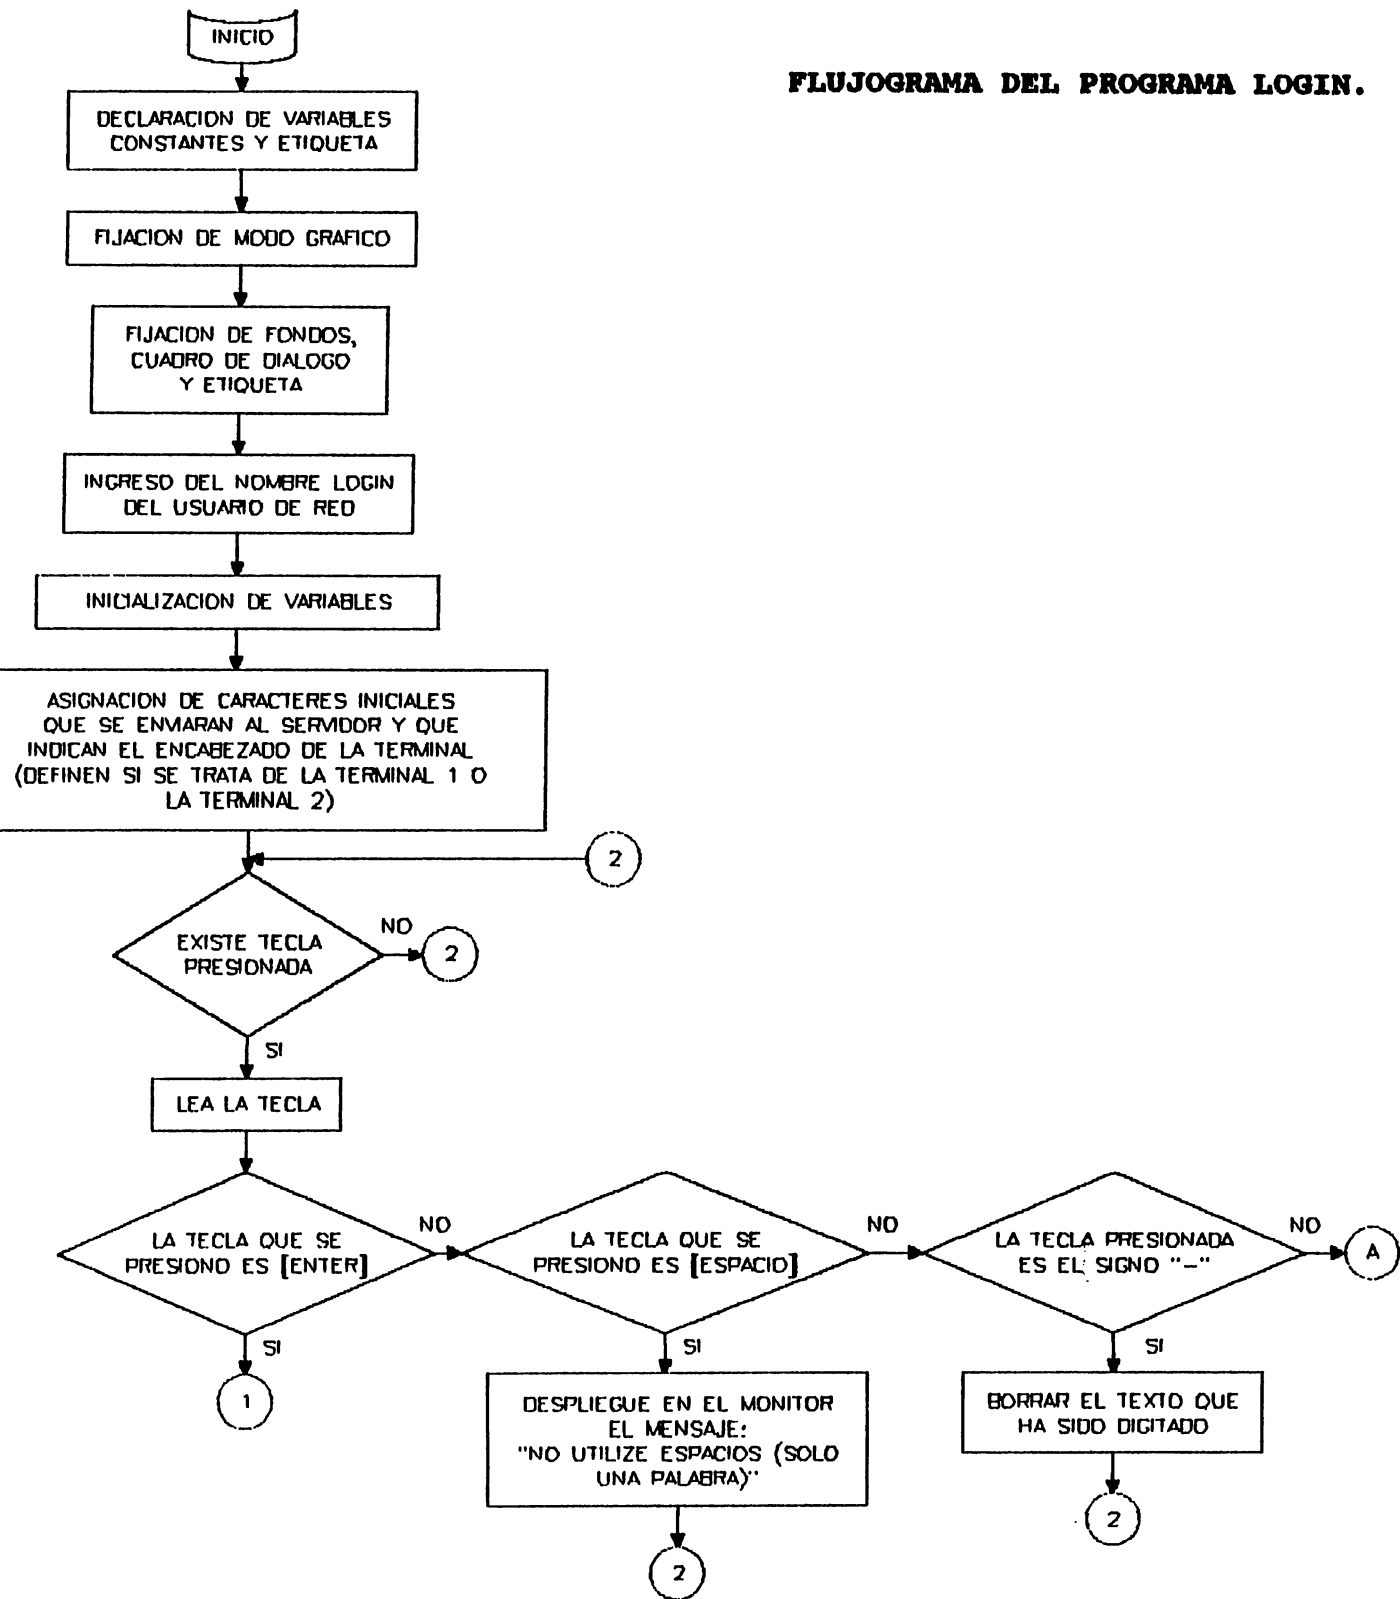 INICIO
FLUJOGRAMA DEL PROGRAMA LOGIN.
DECLARACION DE VARIABLES
CONSTANTES Y ETIQUETA
FIJACION DE MODO GRAFICO
FIJACION DE FONDOS,
CUADRO DE DIALOGO
Y ETIQUETA
INGRESO DEL NOMBRE LOGIN
DEL USUARIO DE RED
INICIALIZACION DE VARIABLES
ASIGNACION DE CARACTERES INICIALES
QUE SE ENVIARAN AL SERVIDOR Y QUE
INDICAN EL ENCABEZADO DE LA TERMINAL
(DEFINEN SI SE TRATA DE LA TERMINAL 1 O
LA TERMINAL 2)
2
EXISTE TECLA
PRESIONADA
NO
2
SI
LEA LA TECLA
LA TECLA QUE SE
PRESIONO ES [ENTER]
NO
SI
1
LA TECLA QUE SE
PRESIONO ES [ESPACIO]
NO
SI
DESPLIEGUE EN EL MONITOR
EL MENSAJE:
"NO UTILIZE ESPACIOS (SOLO
UNA PALABRA)"
2
LA TECLA PRESIONADA
ES EL SIGNO "-"
NO
A
SI
BORRAR EL TEXTO QUE
HA SIDO DIGITADO
2